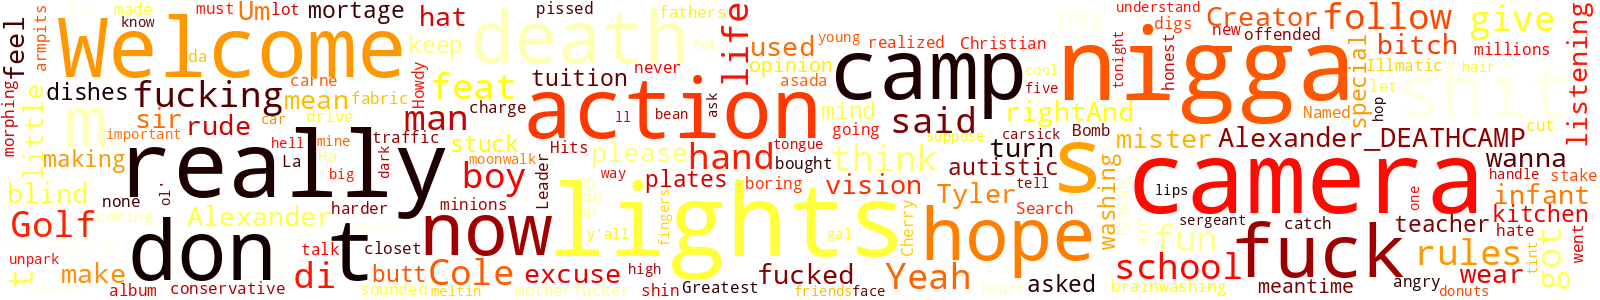 must
lot
Um
made
know
mortage
hat
pissed
fathers
understand
digs
Creator
new
offended
follow
give
Welcome
da
keep
death
fat
life
used
young
realized
Christian
opinion
pay
camp
cool
five
tonight
nigga
honest
special
bitch
millions
Illmatic
hair
let
shit
listening
feel
armpits
morphing
little
dishes
fucking
carne
mean
fabric
Howdy
feat
charge
tuition
never
action
ll
bean
ask
asada
mind
going
said
rightAnd
suppose
carsick
Bomb
mister
Named
hop
cut
Alexander_DEATHCAMP
m
sir
important
car
rude
drive
man
traffic
stuck
hell
mine
Ha
La
big
dark
really
making
moonwalk
Hits
please
way
hand
tongue
bought
think
autistic
turn
s
camera
wanna
handle
stake
blind
none
ol'
boy
minions
Leader
plates
boring
vision
Tyler
tell
Search
lips
one
infant
kitchen
Golf
coming
Alexander
harder
now
lights
fingers
y'all
gal
Cherry
hope
Washing
sergeant
catch
teacher
hate
went
don
t
talk
closet
unpark
make
album
conservative
di
butt
sounded
Cole
meltin
excuse
motherfucker
high
shin
Greatest
fucked
friends
face
Yeah
heart
asked
school
brainwashing
fun
fuck
meantime
angry
rules
wear
donuts
tint
got
t